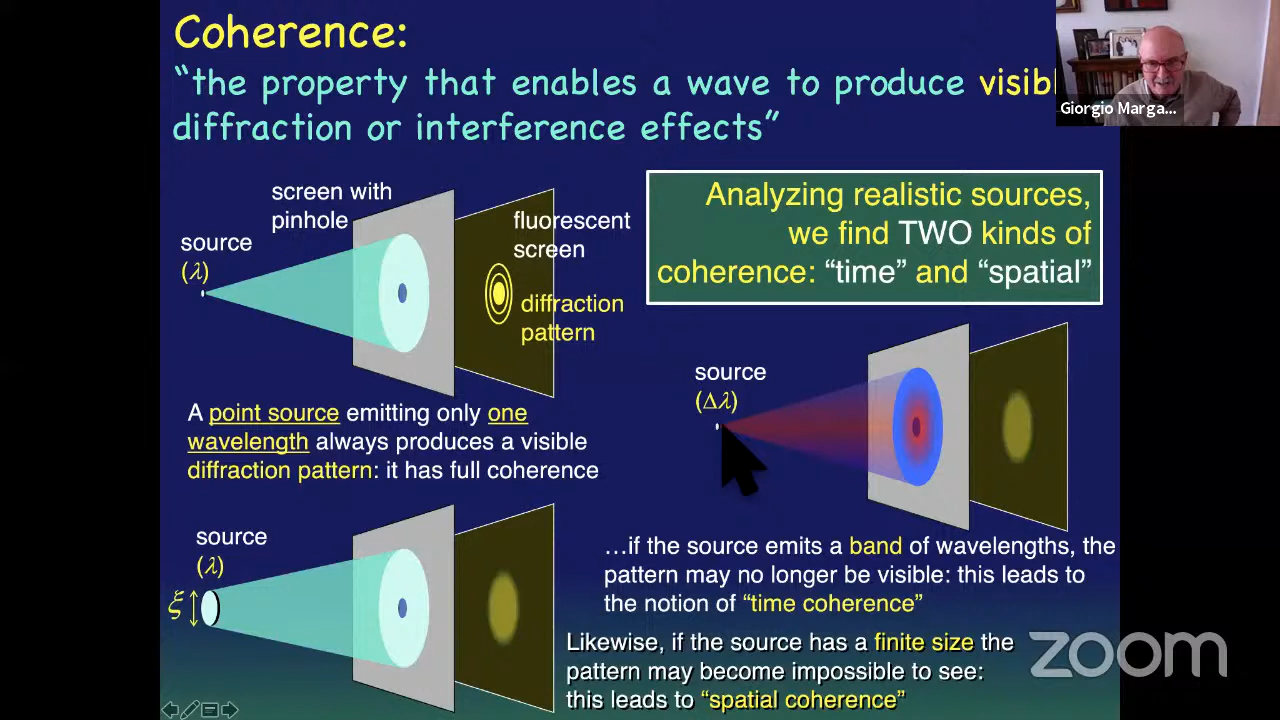 Coherence:
“the property that enables a wave to produce
diffraction or interference effects”
Giorgio Marga...
screen with
pinhole
source
(λ)
fluorescent
screen
diffraction
pattern
Analyzing realistic sources,
we find TWO kinds of
coherence: “time” and “spatial”
A point source emitting only one
wavelength always produces a visible
diffraction pattern: it has full coherence
source
(Δλ)
source
(λ)
ξ
…if the source emits a band of wavelengths, the
pattern may no longer be visible: this leads to
the notion of “time coherence”
Likewise, if the source has a finite size the
pattern may become impossible to see:
this leads to “spatial coherence”
zoom